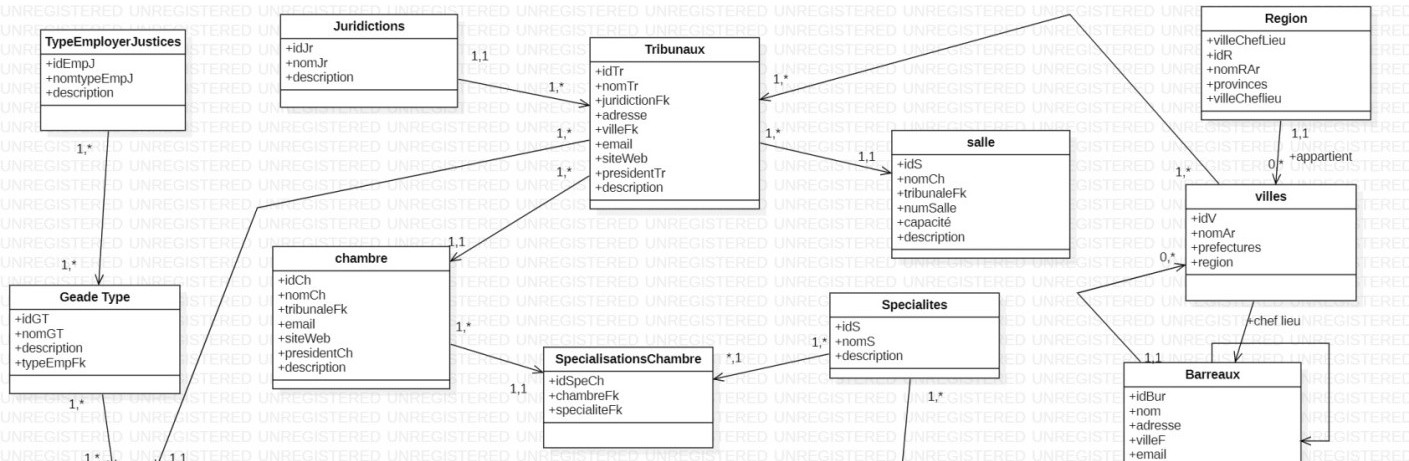 TypeEmployerJustices
+idEmpJ
+nomtypeEmpJ
+description
1,*
1,*
Geade Type
+idGT
+nomGT
+description
+typeEmpFk
1,*
1,*
Juridictions
+idJr
+nomJr
+description
1,1
1,*
Tribunaux
+idTr
+nomTr
+juridictionFk
+adresse
+villeFk
+email
+siteWeb
+presidentTr
+description
1,*
1,*
1,1
1,*
1,1
1,*
1,1
chambre
+idCh
+nomCh
+tribunaleFk
+email
+siteWeb
+presidentCh
+description
1,*
1,1
SpecialisationsChambre
+idSpeCh
+chambreFk
+specialiteFk
*,1
1,*
Specialites
+idS
+nomS
+description
1,*
salle
+idS
+nomCh
+tribunaleFk
+numSalle
+capacité
+description
Region
+villeChefLieu
+idR
+nomRAr
+provinces
+villeCheflieu
1,1
+appartient
0,*
1,*
villes
+idV
+nomAr
+prefectures
+region
0,*
+chef lieu
1,1
Barreaux
+idBur
+nom
+adresse
+villeF
+email
UNREGISTERED